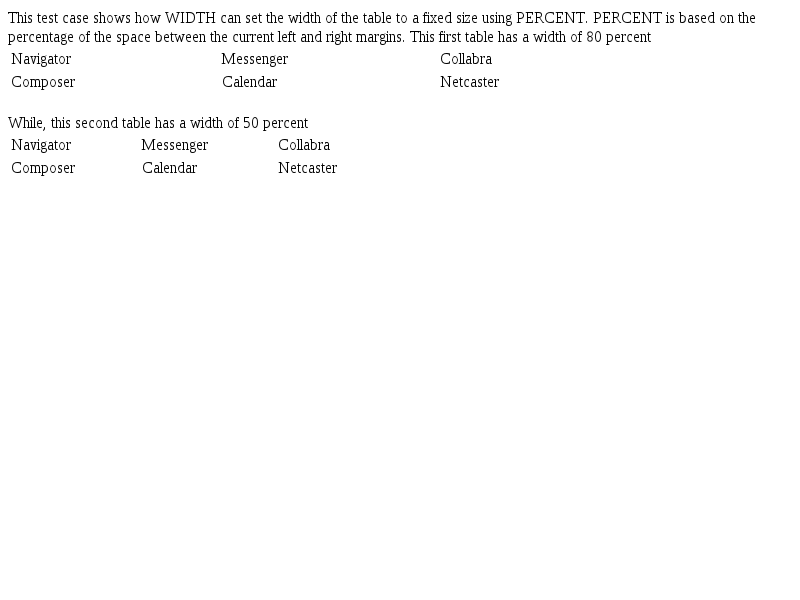 This test case shows how WIDTH can set the width of the table to a fixed size using PERCENT. PERCENT is based on the
percentage of the space between the current left and right margins. This first table has a width of 80 percent
Navigator Messenger Collabra
Composer Calendar Netcaster
While, this second table has a width of 50 percent
Navigator Messenger Collabra
Composer Calendar Netcaster